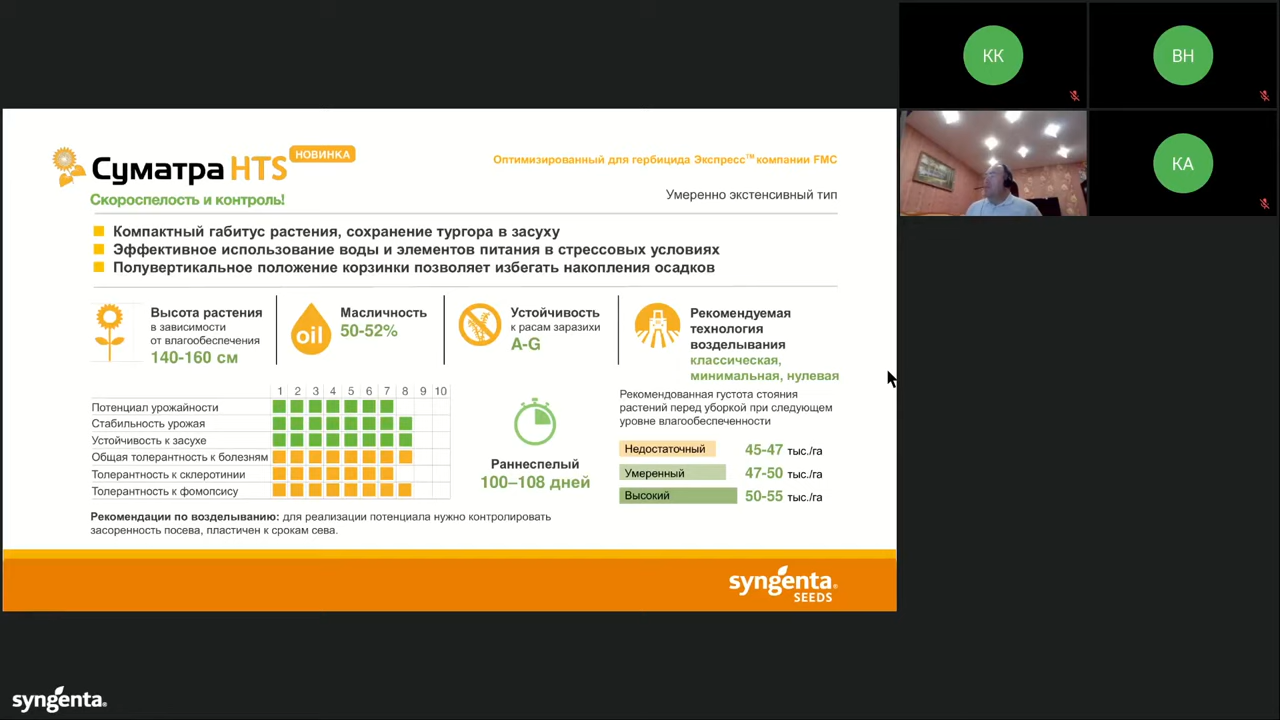 KK
BH
KA
Суматра HTS НОВИНКА
Оптимизированный для гербицида Экспресс™ компании FMC
Скороспелость и контроль!
Умеренно экстенсивный тип
Компактный габитус растения, сохранение тургора в засуху
Эффективное использование воды и элементов питания в стрессовых условиях
Полувертикальное положение корзинки позволяет избегать накопления осадков
Высота растения
в зависимости
от влагообеспечения
140-160 см
oil
Масличность
50-52%
Устойчивость
к расам заразихи
A-G
Рекомендуемая
технология
возделывания
классическая,
минимальная, нулевая
1 2 3 4 5 6 7 8 9 10
Потенциал урожайности
Стабильность урожая
Устойчивость к засухе
Общая толерантность к болезням
Толерантность к склеротинии
Толерантность к фомопсису
Раннеспелый
100–108 дней
Рекомендованная густота стояния
растений перед уборкой при следующем
уровне влагообеспеченности
Недостаточный 45-47 тыс./га
Умеренный 47-50 тыс./га
Высокий 50-55 тыс./га
Рекомендации по возделыванию: для реализации потенциала нужно контролировать
засоренность посева, пластичен к срокам сева.
syngenta®
SEEDS
syngenta®